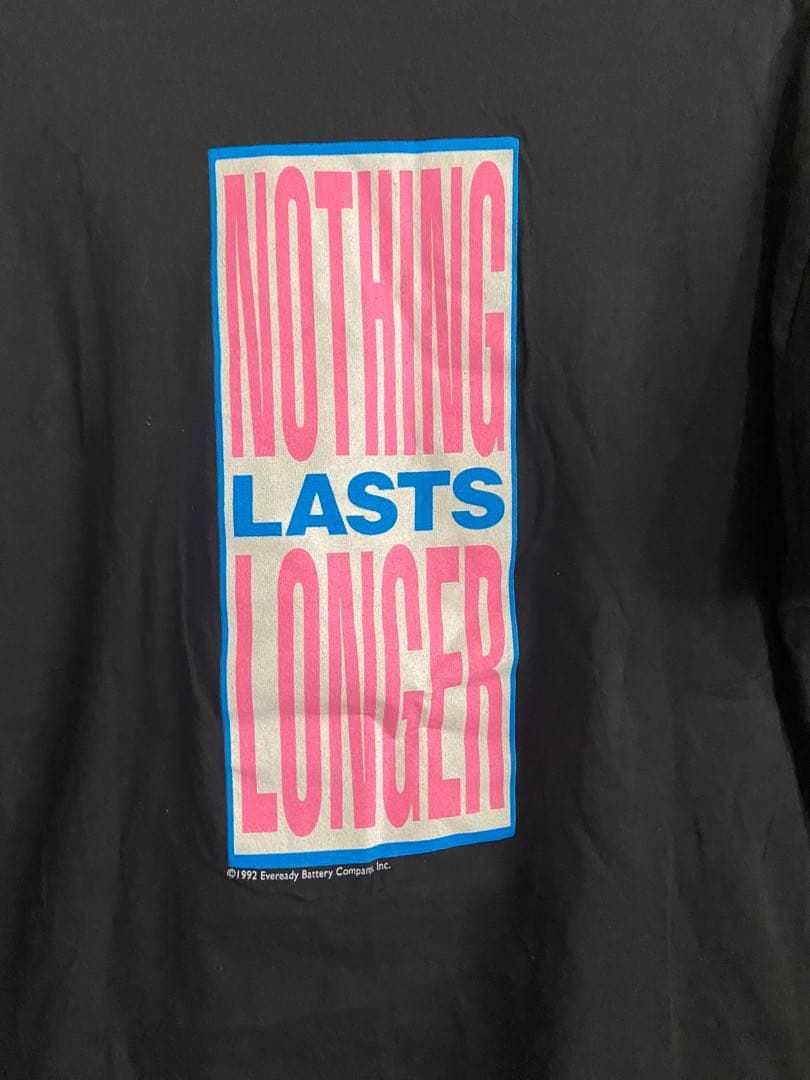 NOTHING
LASTS
LONGER
©1992 Eveready Battery Company, Inc.